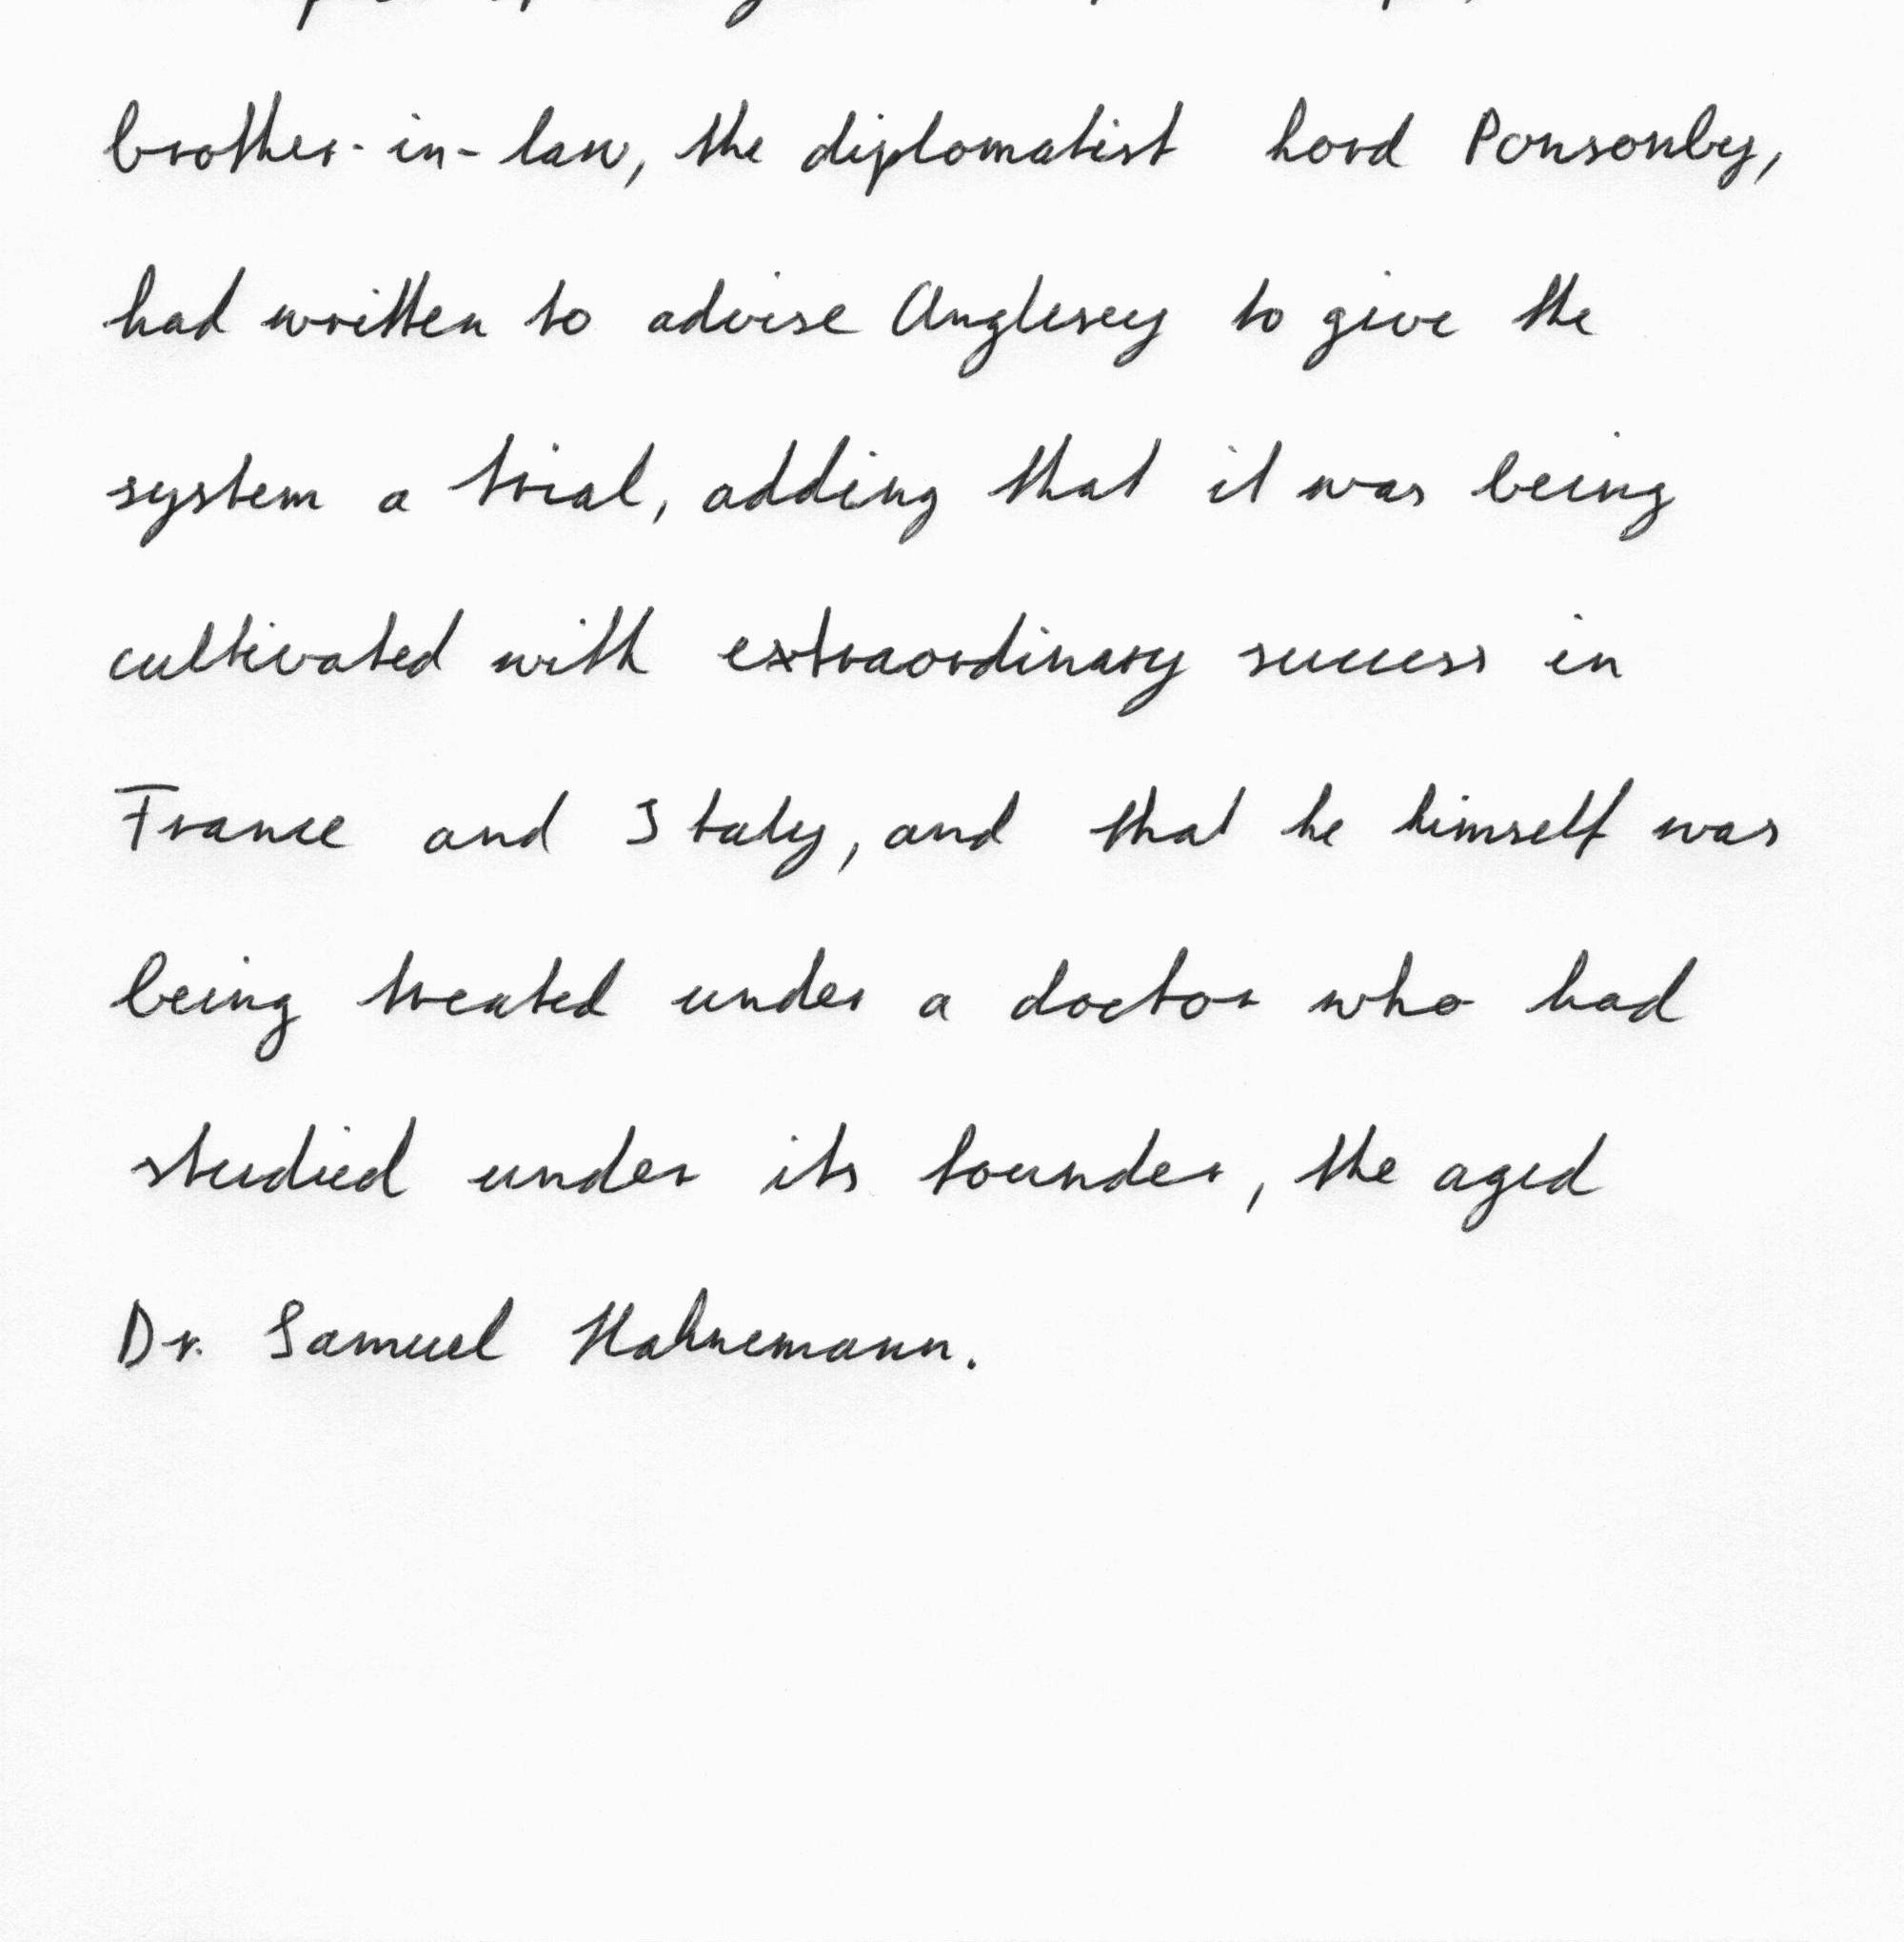 brother-in-law, the diplomatist Lord Ponsonby,
had written to advise Anglesey to give the
system a trial, adding that it was being
cultivated with extraordinary success in
France and Italy, and that he himself was
being treated under a doctor who had
studied under its founder, the aged
Dr. Samuel Hahnemann.